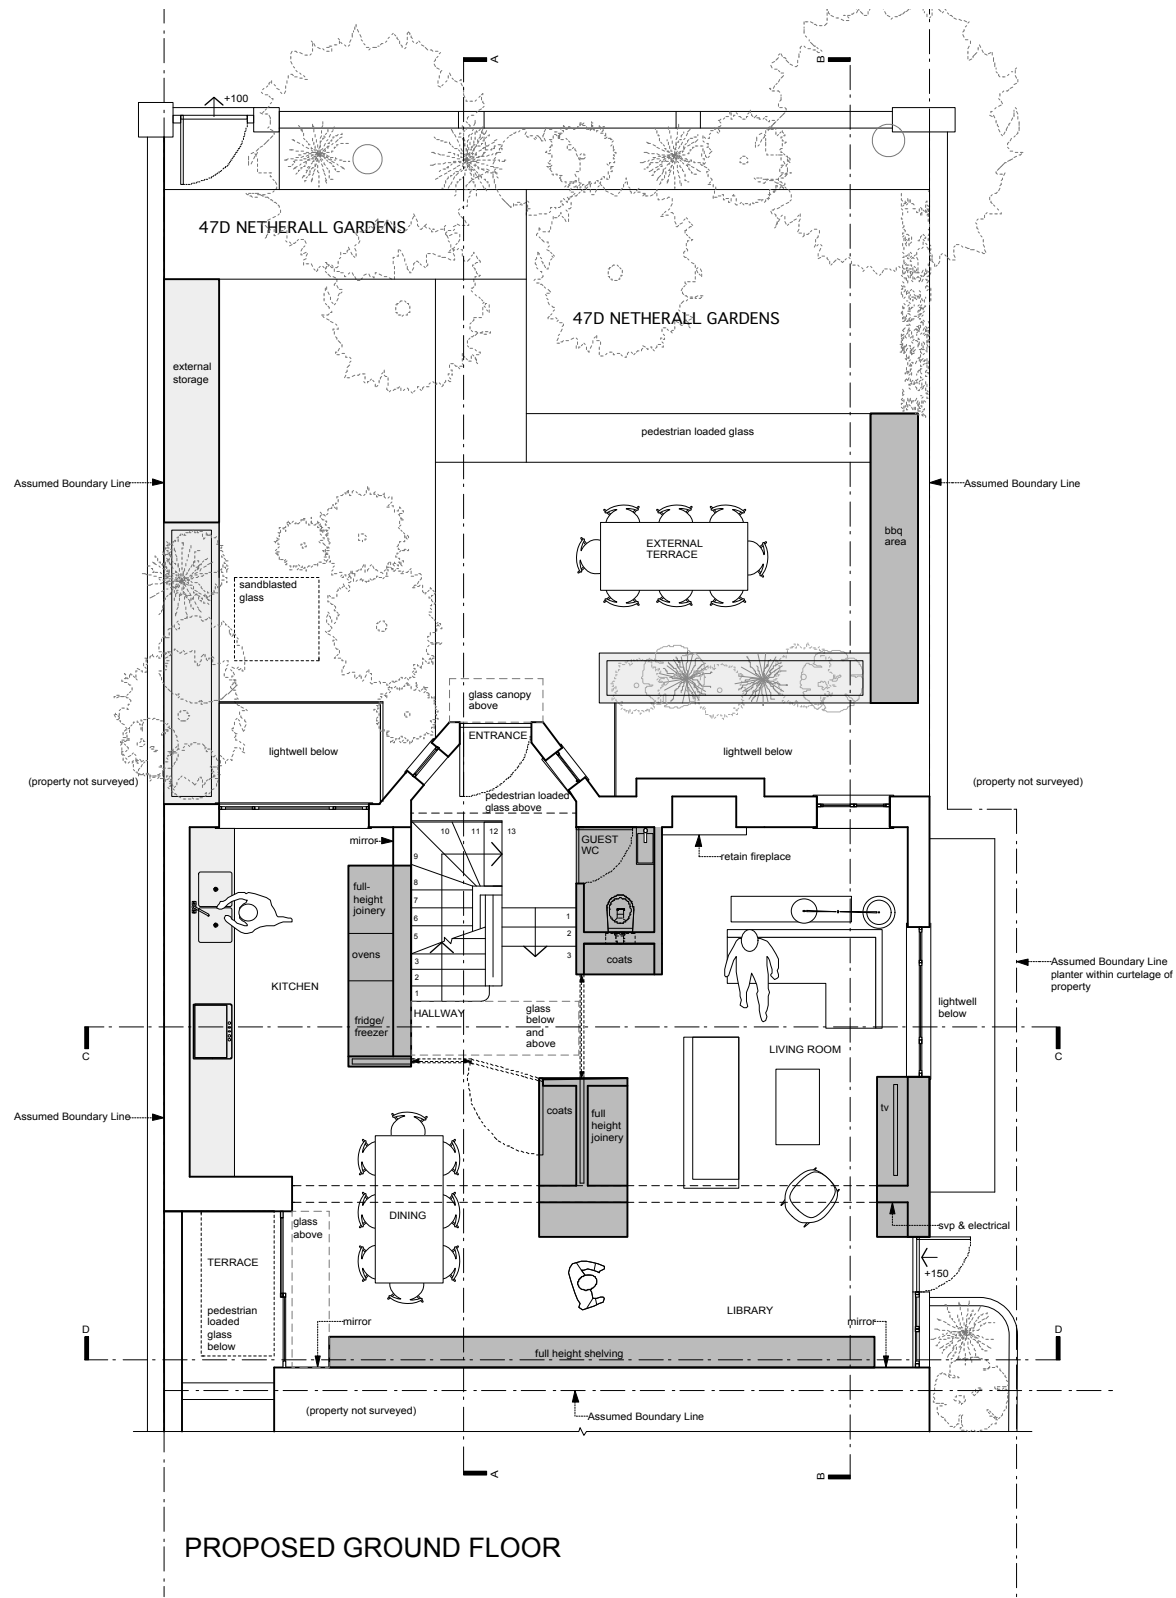 A
B
+100
47D NETHERALL GARDENS
47D NETHERALL GARDENS
external
storage
pedestrian loaded glass
Assumed Boundary Line
Assumed Boundary Line
bbq
area
EXTERNAL
TERRACE
sandblasted
glass
glass canopy
above
ENTRANCE
lightwell below
lightwell below
(property not surveyed)
(property not surveyed)
pedestrian loaded
glass above
mirror
10
11
12
13
9
8
7
6
5
3
2
1
1
2
3
GUEST
WC
retain fireplace
full-
height
joinery
ovens
fridge/
freezer
KITCHEN
coats
HALLWAY
glass
below
and
above
lightwell
below
Assumed Boundary Line
planter within curtelage of
property
LIVING ROOM
C
C
Assumed Boundary Line
coats
full
height
joinery
tv
DINING
glass
above
svp & electrical
TERRACE
+150
pedestrian
loaded
glass
below
LIBRARY
mirror
mirror
D
D
full height shelving
(property not surveyed)
Assumed Boundary Line
A
B
PROPOSED GROUND FLOOR